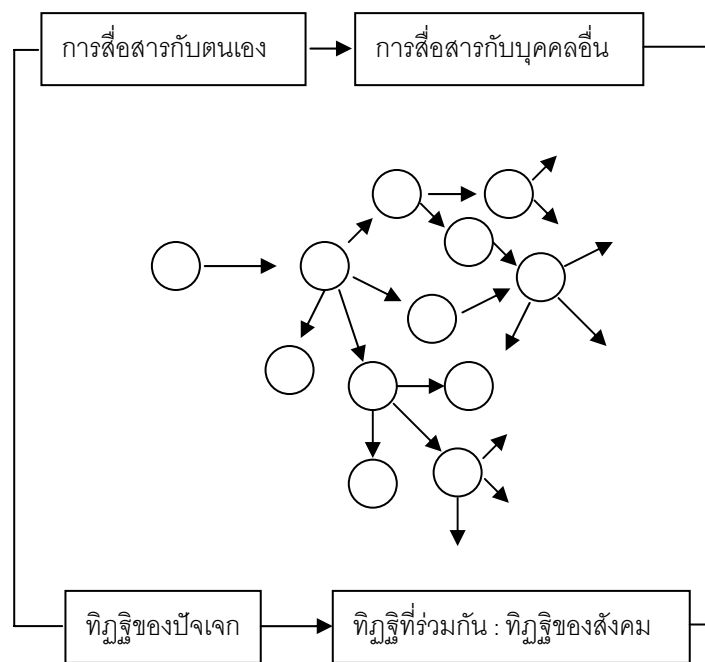 การสื่อสารกับตนเอง
การสื่อสารกับบุคคลอื่น
ทิฏฐิของปัจเจก
ทิฏฐิที่ร่วมกัน : ทิฏฐิของสังคม